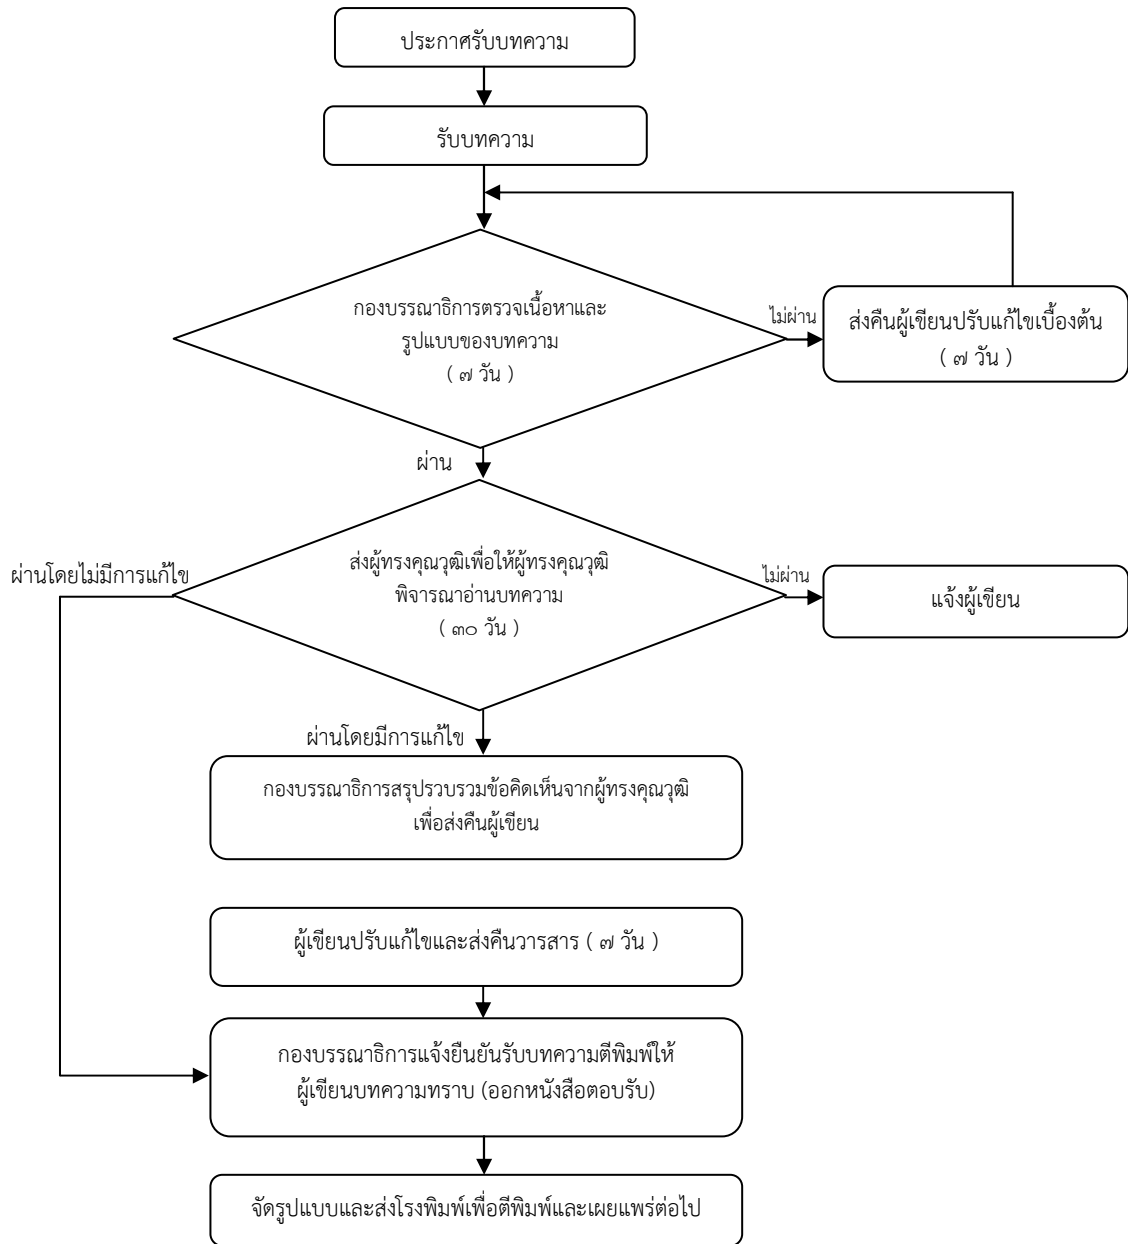 ประกาศรับบทความ
รับบทความ
กองบรรณาธิการตรวจเนื้อหาและ
รูปแบบของบทความ
( ๗ วัน )
ไม่ผ่าน
ส่งคืนผู้เขียนปรับแก้ไขเบื้องต้น
( ๗ วัน )
ผ่าน
ส่งผู้ทรงคุณวุฒิเพื่อให้ผู้ทรงคุณวุฒิ
พิจารณาอ่านบทความ
( ๓๐ วัน )
ผ่านโดยไม่มีการแก้ไข
ไม่ผ่าน
แจ้งผู้เขียน
ผ่านโดยมีการแก้ไข
กองบรรณาธิการสรุปรวบรวมข้อคิดเห็นจากผู้ทรงคุณวุฒิ
เพื่อส่งคืนผู้เขียน
ผู้เขียนปรับแก้ไขและส่งคืนวารสาร ( ๗ วัน )
กองบรรณาธิการแจ้งยืนยันรับบทความตีพิมพ์ให้
ผู้เขียนบทความทราบ (ออกหนังสือตอบรับ)
จัดรูปแบบและส่งโรงพิมพ์เพื่อตีพิมพ์และเผยแพร่ต่อไป